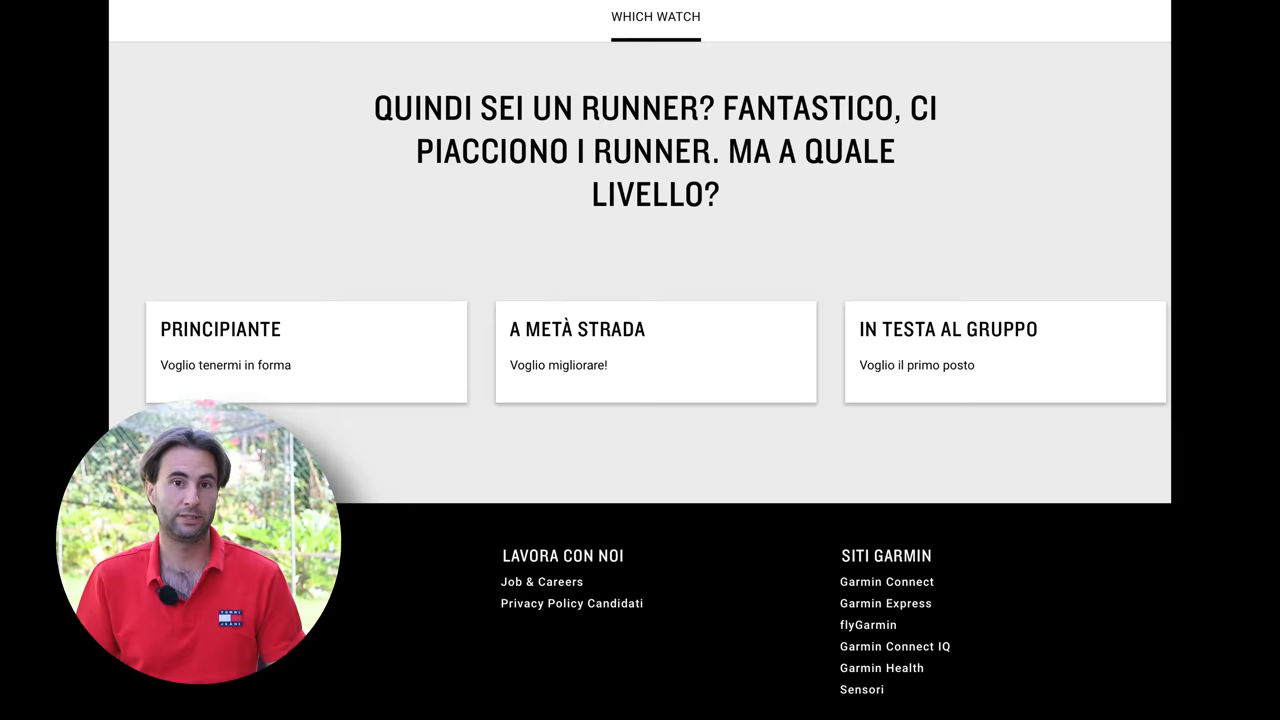 WHICH WATCH
QUINDI SEI UN RUNNER? FANTASTICO, CI
PIACCIONO I RUNNER. MA A QUALE
LIVELLO?
PRINCIPIANTE
Voglio tenermi in forma
A METÀ STRADA
Voglio migliorare!
IN TESTA AL GRUPPO
Voglio il primo posto
LAVORA CON NOI
Job & Careers
Privacy Policy Candidati
SITI GARMIN
Garmin Connect
Garmin Express
flyGarmin
Garmin Connect IQ
Garmin Health
Sensori
TOMMY
JEANS